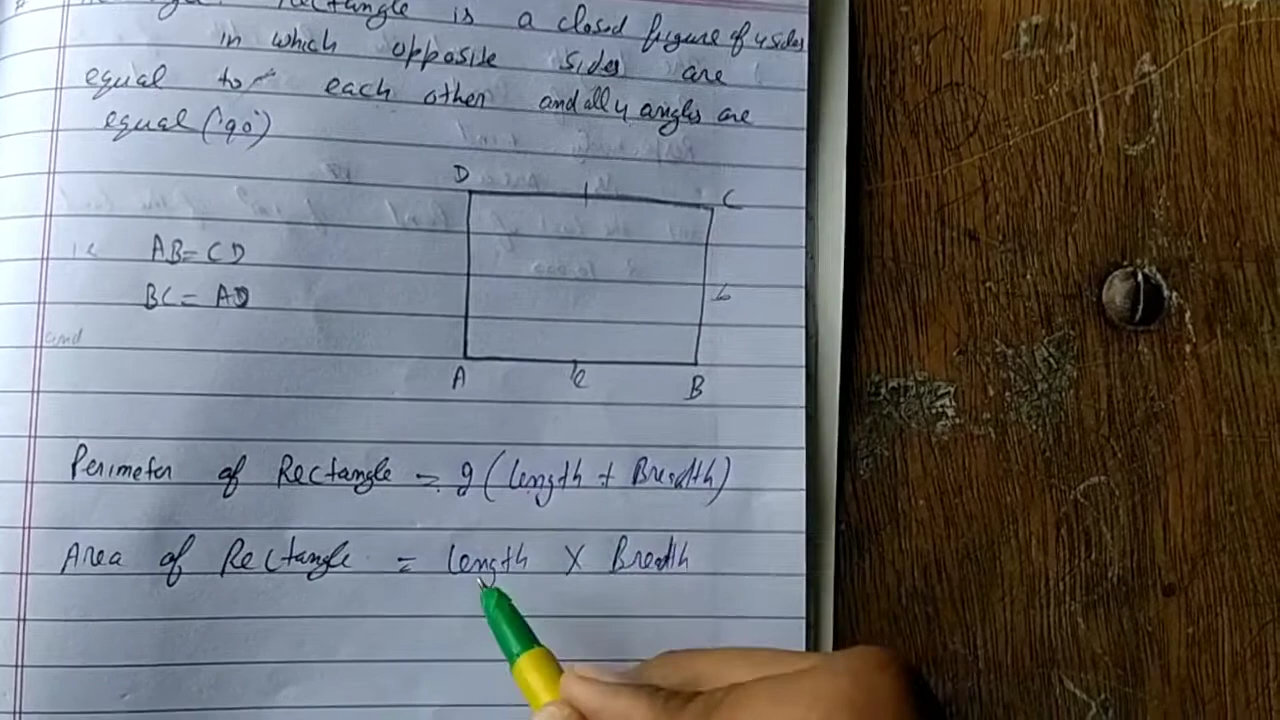 Rectangle is a closed figure of 4 sides
in which opposite sides are
equal to each other and all 4 angles are
equal (90°)
D
C
i.e AB = CD
BC = AD
b
and
A
l
B
Perimeter of Rectangle = 2 (length + Breadth)
Area of Rectangle = length X Breadth